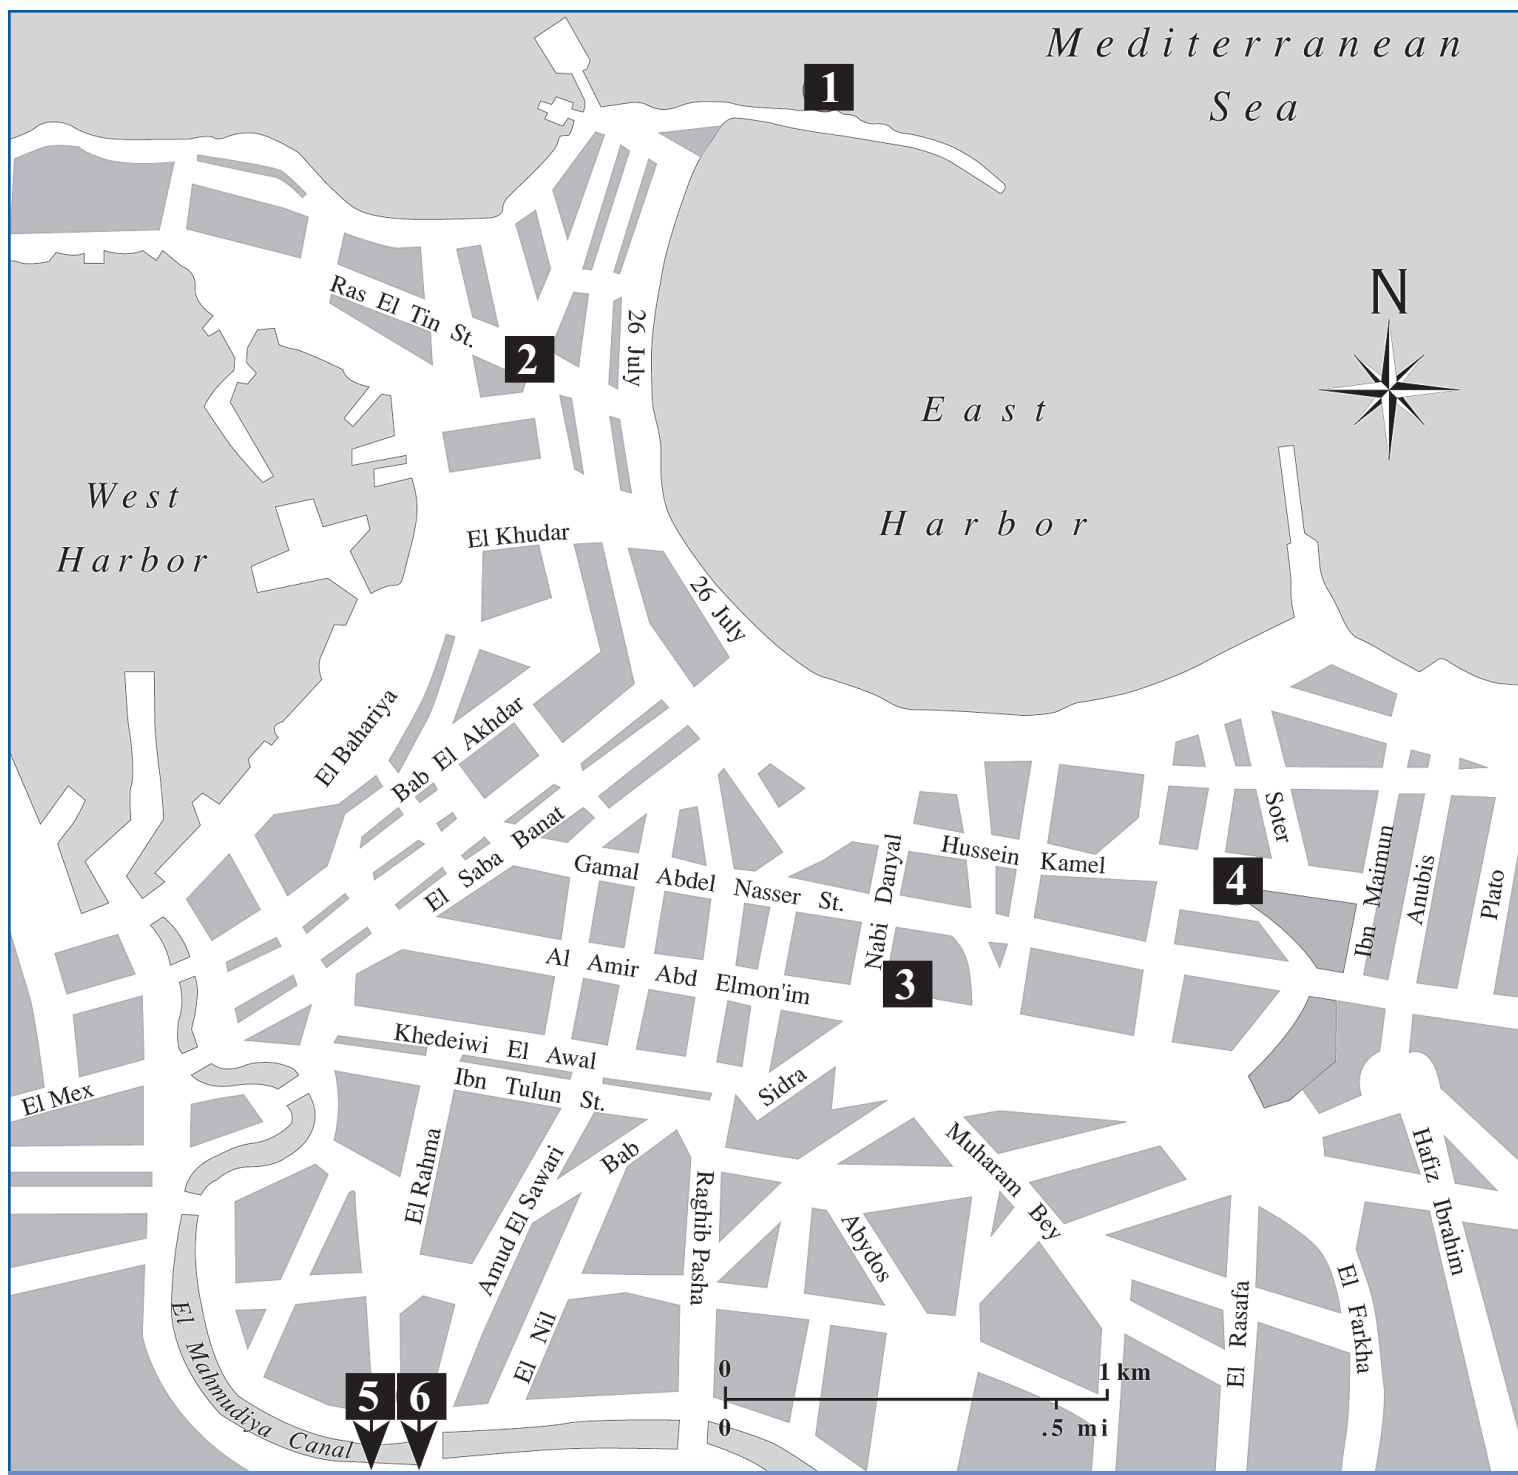 Mediterranean
Sea
1
N
Ras El Tin St.
26 July
2
East
Harbor
West
Harbor
El Khudar
26 July
El Bahariya
Bab El Akhdar
El Saba Banat
Gamal Abdel Nasser St.
Nabi Danyal
Hussein Kamel
Soter
4
Ibn Maimun
Anubis
Plato
Al Amir Abd Elmon'im
3
Khedeiwi El Awal
Ibn Tulun St.
Sidra
El Mex
El Rahma
Amud El Sawari
Bab
Raghib Pasha
Muharam Bey
Abydos
Hafiz Ibrahim
El Nil
El Rasafa
El Farkha
El Mahmudiya Canal
5
6
0
1 km
0
.5 mi